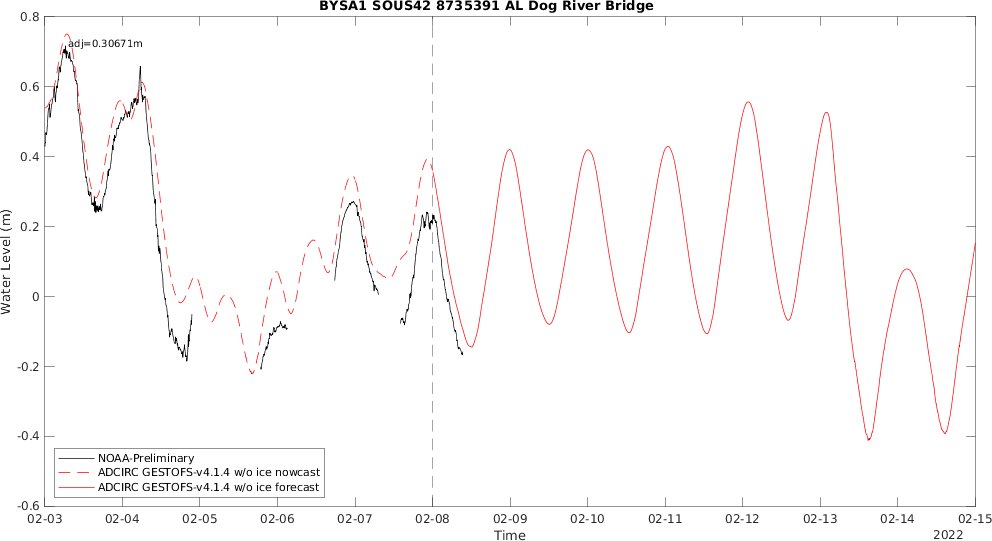 BYSA1 SOUS42 8735391 AL Dog River Bridge
adj=0.30671m
0.8
0.6
0.4
0.2
0
-0.2
-0.4
-0.6
Water Level (m)
NOAA-Preliminary
ADCIRC GESTOFS-v4.1.4 w/o ice nowcast
ADCIRC GESTOFS-v4.1.4 w/o ice forecast
02-03 02-04 02-05 02-06 02-07 02-08 02-09 02-10 02-11 02-12 02-13 02-14 02-15
Time
2022